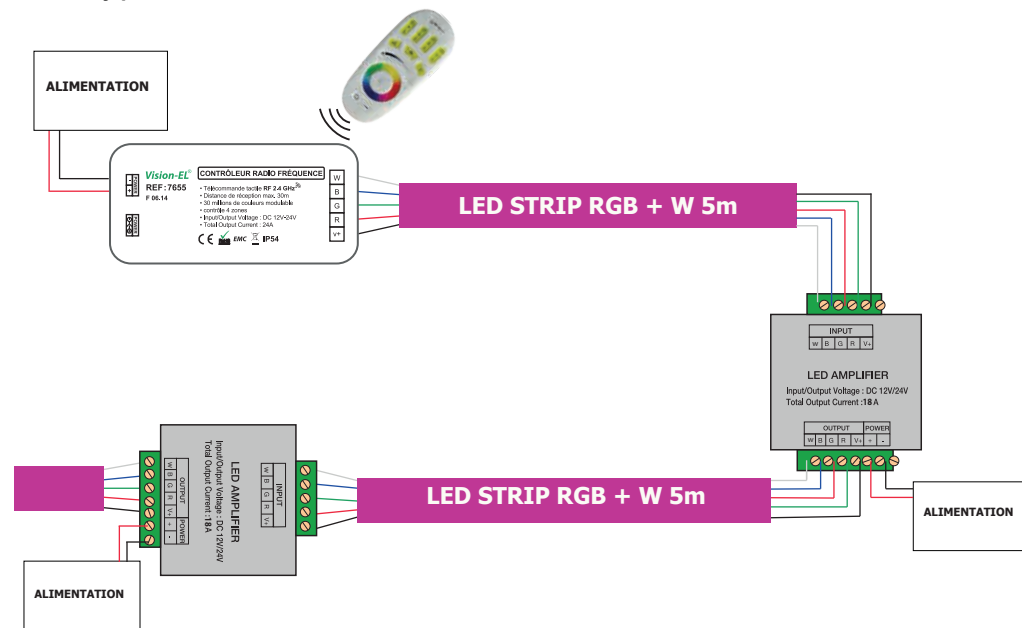 ALIMENTATION
Vision-EL®
REF:7655
F 06.14
POWER
- +
POWER
CONTRÔLEUR RADIO FRÉQUENCE
• Télécommande tactile RF 2.4 GHz
• Distance de réception max. 30m
• 30 millions de couleurs modulable
• contrôle 4 zones
• Input/Output Voltage : DC 12V~24V
• Total Output Current : 24A
CE EMC IP54
W
B
G
R
V+
LED STRIP RGB + W 5m
INPUT
W B G R V+
LED AMPLIFIER
Input/Output Voltage : DC 12V/24V
Total Output Current :18 A
OUTPUT POWER
W B G R V+ + -
ALIMENTATION
LED STRIP RGB + W 5m
INPUT
W B G R V+
LED AMPLIFIER
Input/Output Voltage : DC 12V/24V
Total Output Current :18A
OUTPUT POWER
W B G R V+ + -
ALIMENTATION